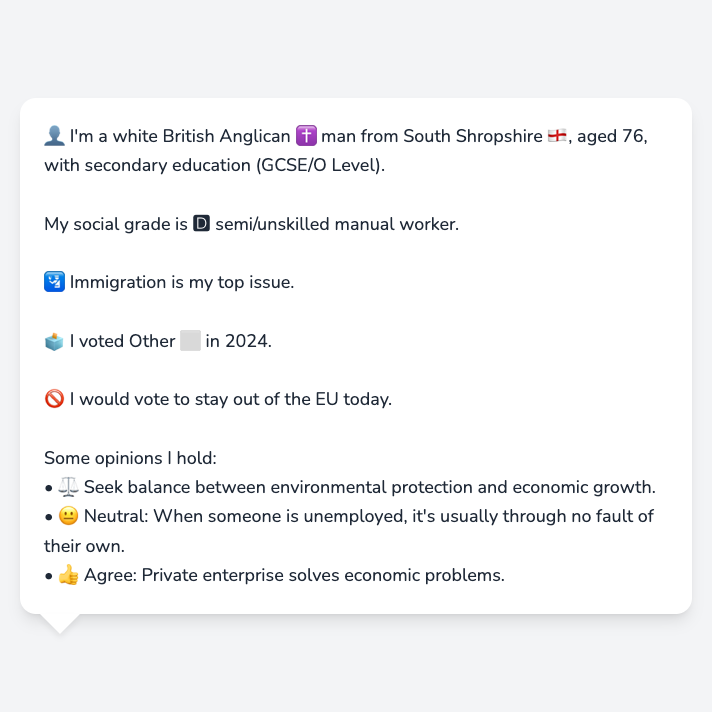 👤 I'm a white British Anglican ✝️ man from South Shropshire 🏴󠁧󠁢󠁥󠁮󠁧󠁿, aged 76,
with secondary education (GCSE/O Level).
My social grade is 🅳 semi/unskilled manual worker.
🛂 Immigration is my top issue.
🗳️ I voted Other ⬜ in 2024.
🚫 I would vote to stay out of the EU today.
Some opinions I hold:
• ⚖️ Seek balance between environmental protection and economic growth.
• 😐 Neutral: When someone is unemployed, it's usually through no fault of
their own.
• 👍 Agree: Private enterprise solves economic problems.